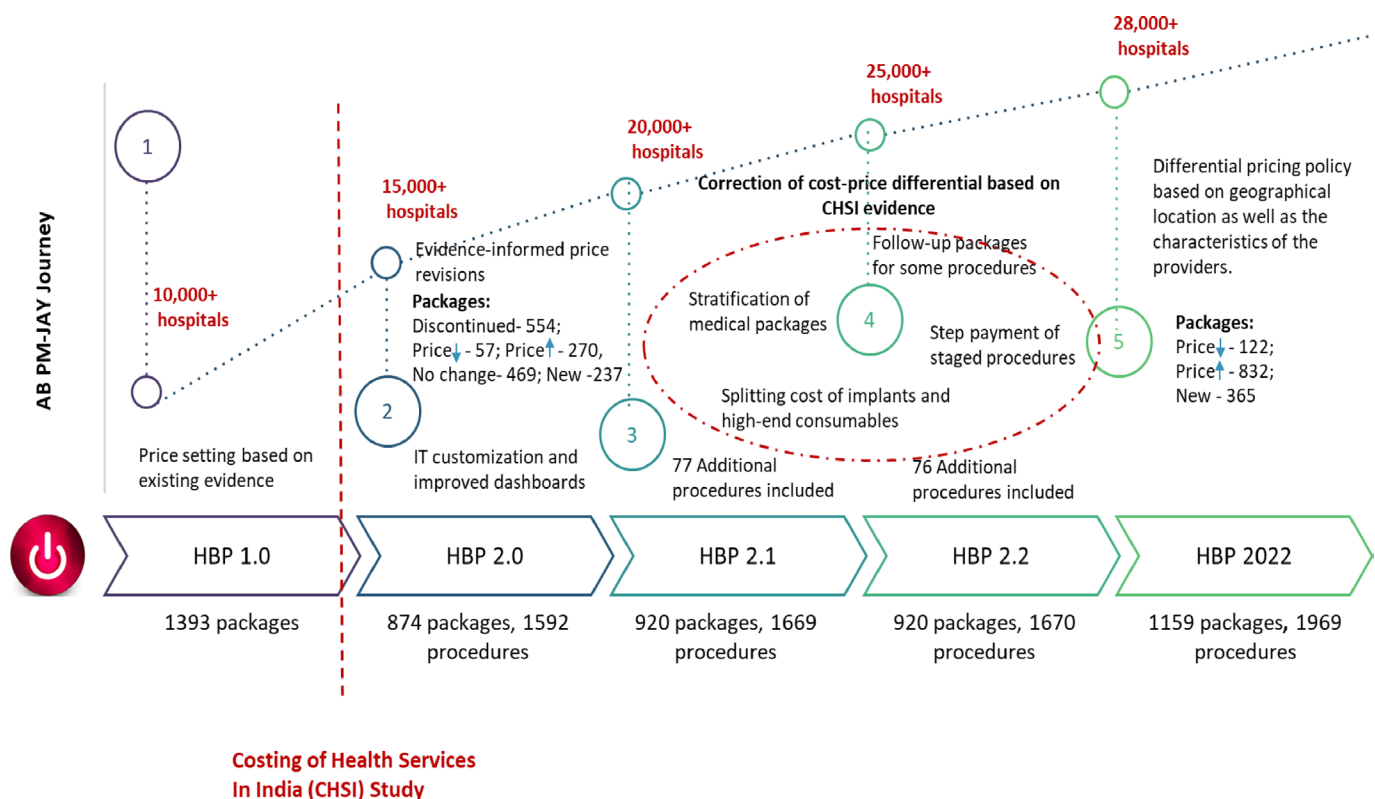 AB PM-JAY Journey
1
10,000+
hospitals
Price setting based on
existing evidence
15,000+
hospitals
Evidence-informed price
revisions
Packages:
Discontinued- 554;
Price↓ - 57; Price↑ - 270,
No change- 469; New -237
2
IT customization and
improved dashboards
20,000+
hospitals
3
77 Additional
procedures included
25,000+
hospitals
Correction of cost-price differential based on
CHSI evidence
Follow-up packages
for some procedures
Stratification of
medical packages
4
Step payment of
staged procedures
Splitting cost of implants and
high-end consumables
76 Additional
procedures included
28,000+
hospitals
Differential pricing policy
based on geographical
location as well as the
characteristics of the
providers.
5
Packages:
Price↓ - 122;
Price↑ - 832;
New - 365
HBP 1.0
HBP 2.0
HBP 2.1
HBP 2.2
HBP 2022
1393 packages
874 packages, 1592
procedures
920 packages, 1669
procedures
920 packages, 1670
procedures
1159 packages, 1969
procedures
Costing of Health Services
In India (CHSI) Study